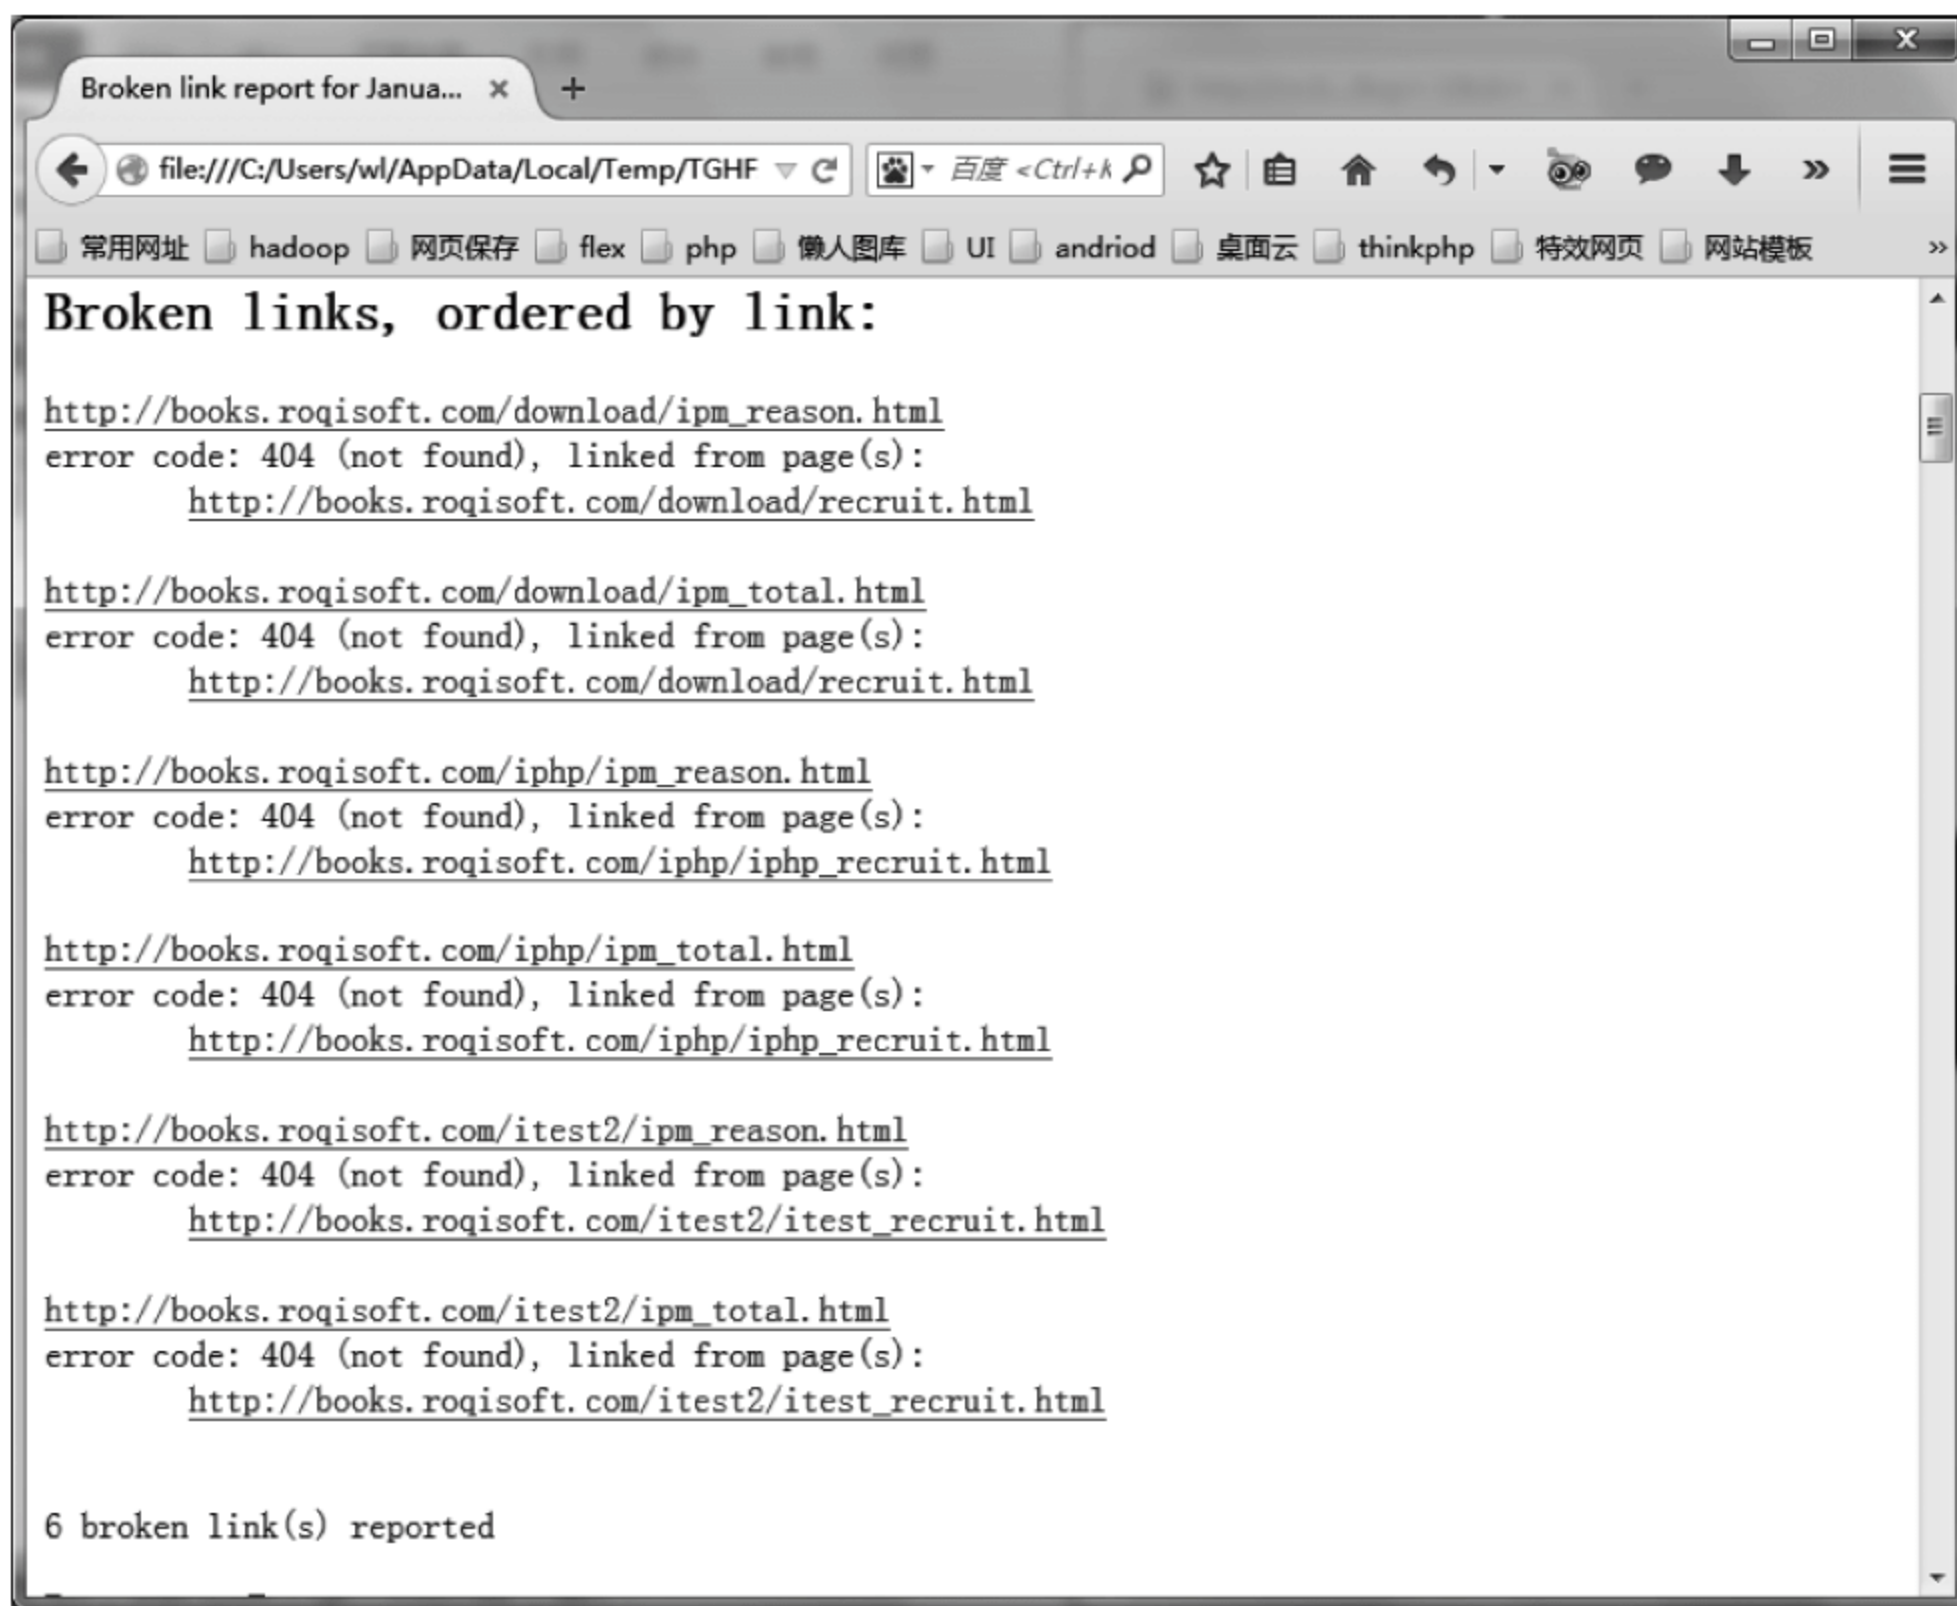 Broken link report for Janua...
file:///C:/Users/wl/AppData/Local/Temp/TGHF
百度 <Ctrl+k
常用网址 hadoop 网页保存 flex php 懒人图库 UI andriod 桌面云 thinkphp 特效网页 网站模板
Broken links, ordered by link:
http://books.roqisoft.com/download/ipm_reason.html
error code: 404 (not found), linked from page(s):
http://books.roqisoft.com/download/recruit.html
http://books.roqisoft.com/download/ipm_total.html
error code: 404 (not found), linked from page(s):
http://books.roqisoft.com/download/recruit.html
http://books.roqisoft.com/iphp/ipm_reason.html
error code: 404 (not found), linked from page(s):
http://books.roqisoft.com/iphp/iphp_recruit.html
http://books.roqisoft.com/iphp/ipm_total.html
error code: 404 (not found), linked from page(s):
http://books.roqisoft.com/iphp/iphp_recruit.html
http://books.roqisoft.com/itest2/ipm_reason.html
error code: 404 (not found), linked from page(s):
http://books.roqisoft.com/itest2/itest_recruit.html
http://books.roqisoft.com/itest2/ipm_total.html
error code: 404 (not found), linked from page(s):
http://books.roqisoft.com/itest2/itest_recruit.html
6 broken link(s) reported